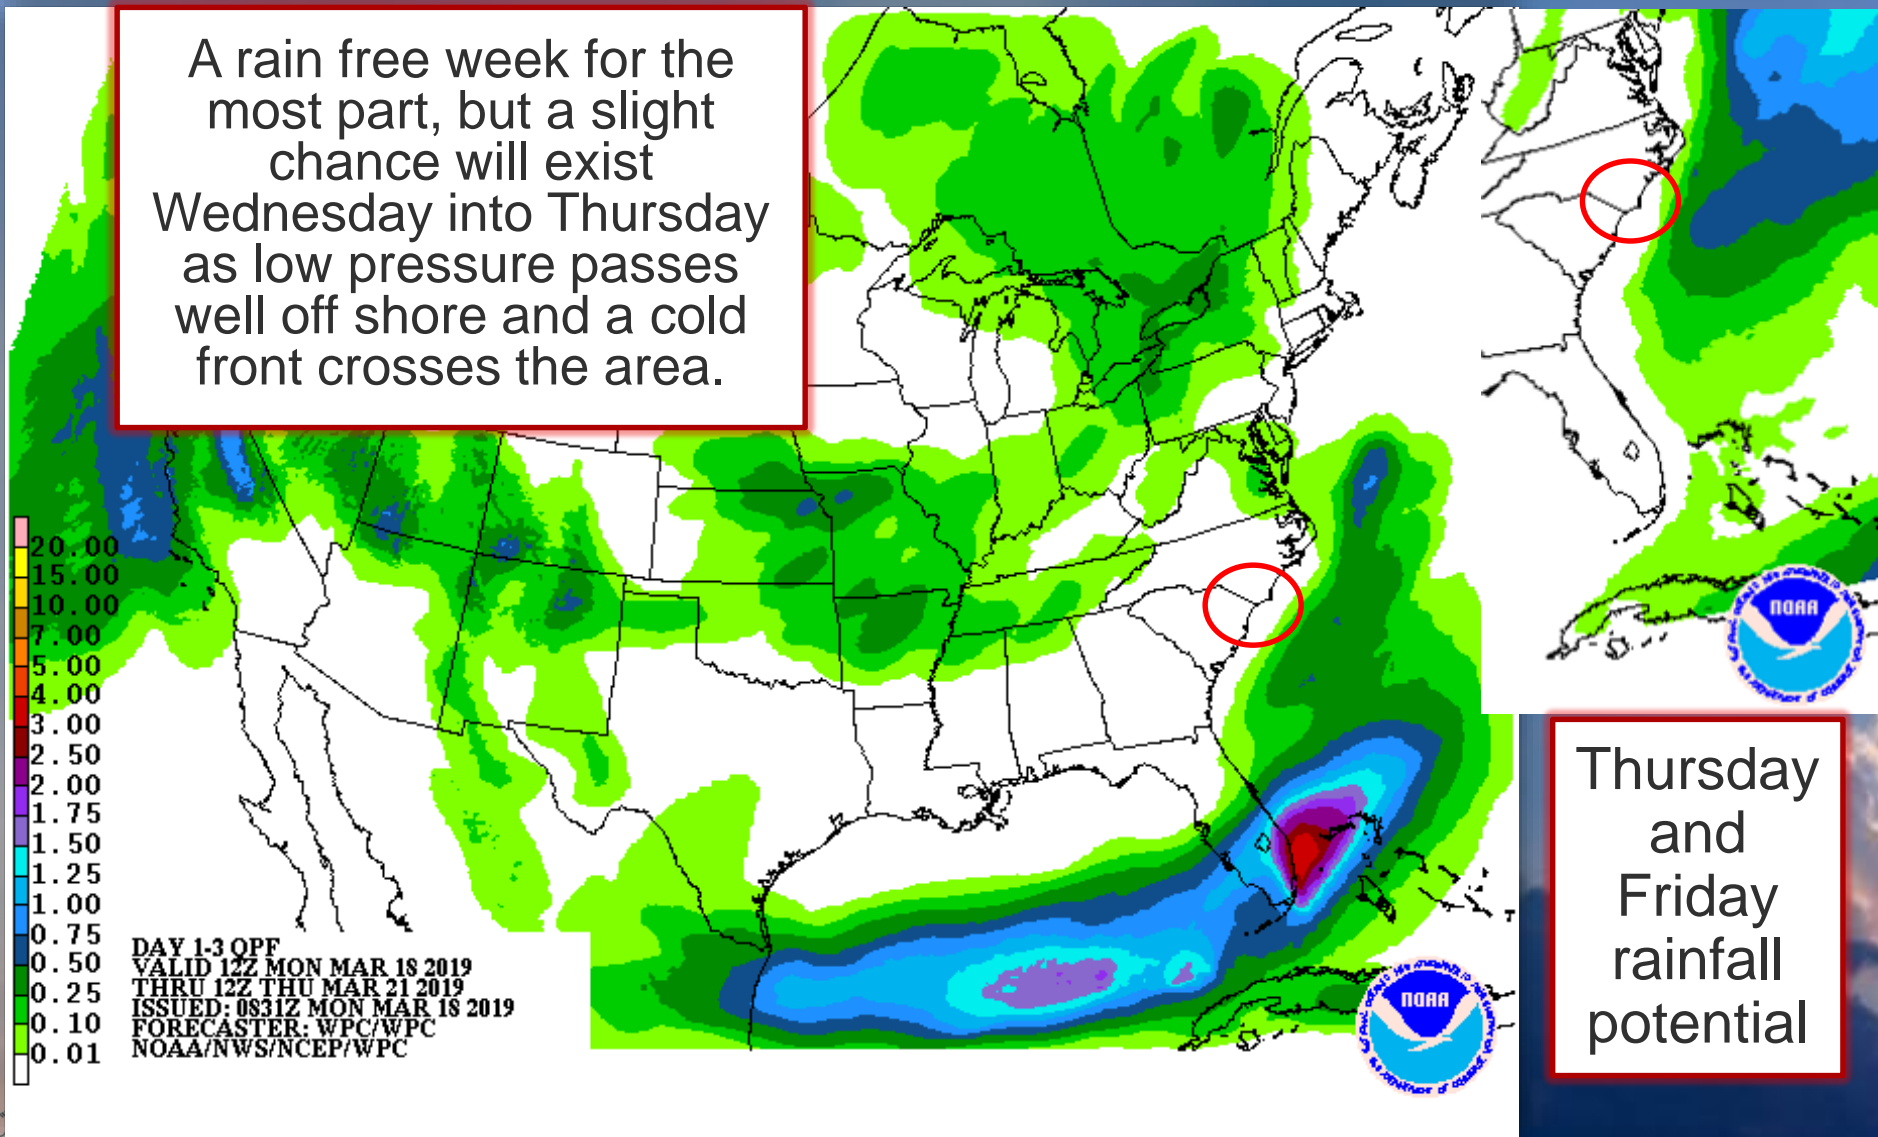 A rain free week for the
most part, but a slight
chance will exist
Wednesday into Thursday
as low pressure passes
well off shore and a cold
front crosses the area.
20.00
15.00
10.00
7.00
5.00
4.00
3.00
2.50
2.00
1.75
1.50
1.25
1.00
0.75
0.50
0.25
0.10
0.01
DAY 1-3 QPF
VALID 12Z MON MAR 18 2019
THRU 12Z THU MAR 21 2019
ISSUED: 0831Z MON MAR 18 2019
FORECASTER: WPC/WPC
NOAA/NWS/NCEP/WPC
NOAA
NOAA
Thursday
and
Friday
rainfall
potential